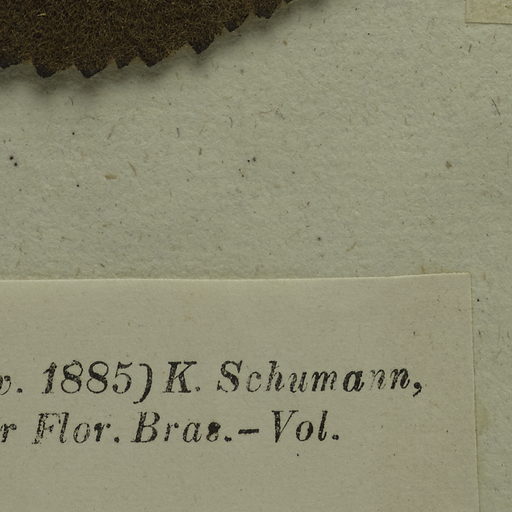 v. 1885) K. Schumann,
r Flor. Bras.—Vol.